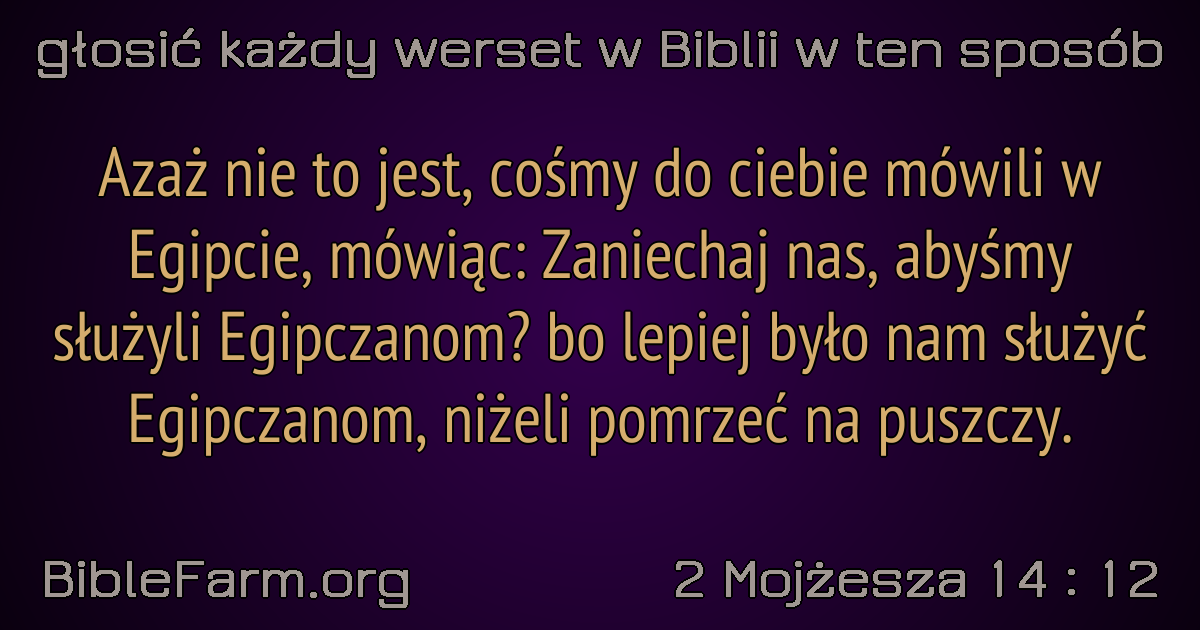 głosić każdy werset w Biblii w ten sposób
Azaż nie to jest, cośmy do ciebie mówili w
Egipcie, mówiąc: Zaniechaj nas, abyśmy
służyli Egipczanom? bo lepiej było nam służyć
Egipczanom, niżeli pomrzeć na puszczy.
BibleFarm.org
2 Mojżesza 14 : 12